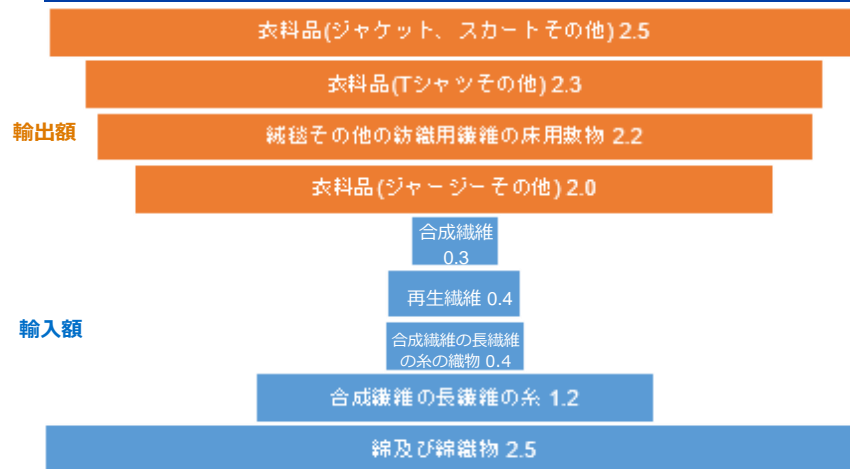 衣料品(ジャケット、スカートその他) 2.5
衣料品(Tシャツその他) 2.3
輸出額
絨毯その他の紡織用繊維の床用敷物 2.2
衣料品(ジャージーその他) 2.0
合成繊維
0.3
再生繊維 0.4
輸入額
合成繊維の長繊維
の糸の織物 0.4
合成繊維の長繊維の糸 1.2
綿及び綿織物 2.5